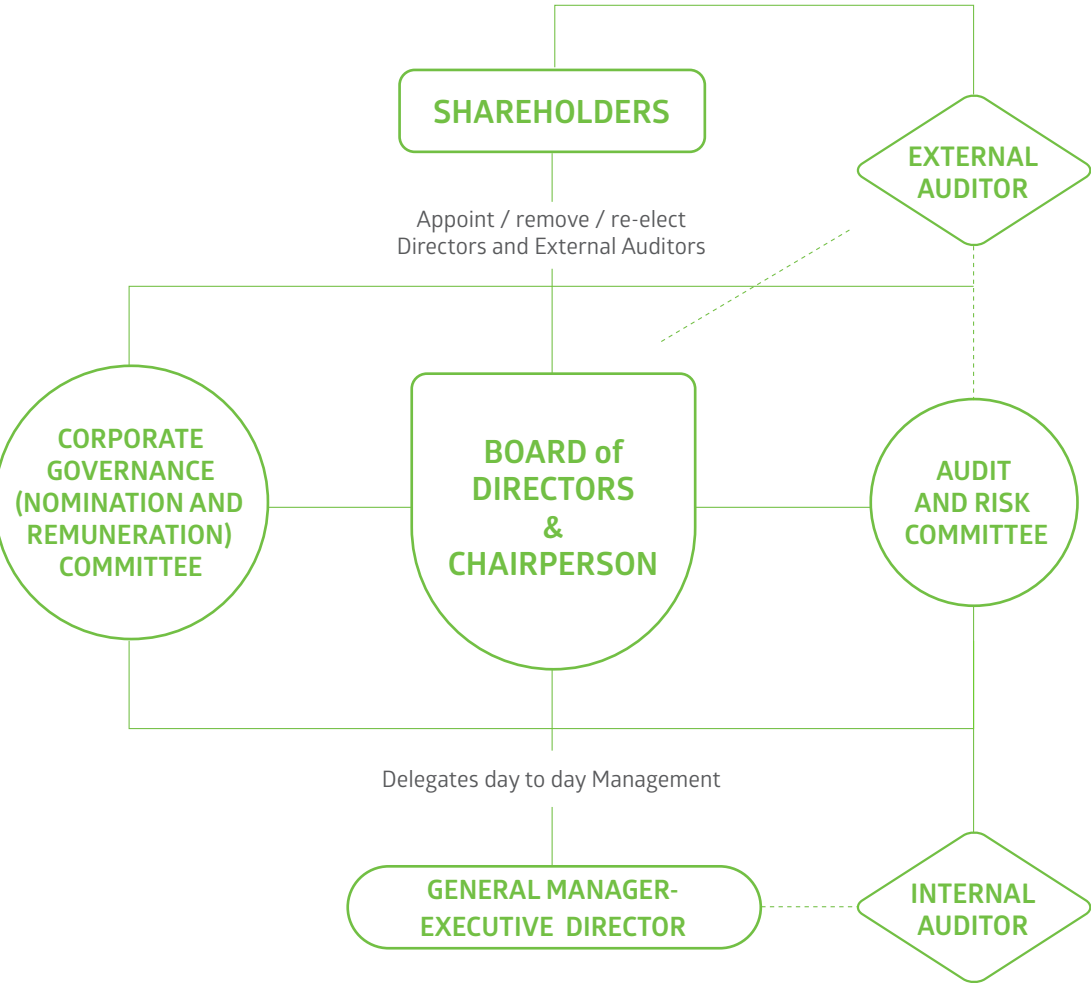 SHAREHOLDERS
EXTERNAL
AUDITOR
Appoint / remove / re-elect
Directors and External Auditors
CORPORATE
GOVERNANCE
(NOMINATION AND
REMUNERATION)
COMMITTEE
BOARD of
DIRECTORS
&
CHAIRPERSON
AUDIT
AND RISK
COMMITTEE
Delegates day to day Management
GENERAL MANAGER-
EXECUTIVE DIRECTOR
INTERNAL
AUDITOR